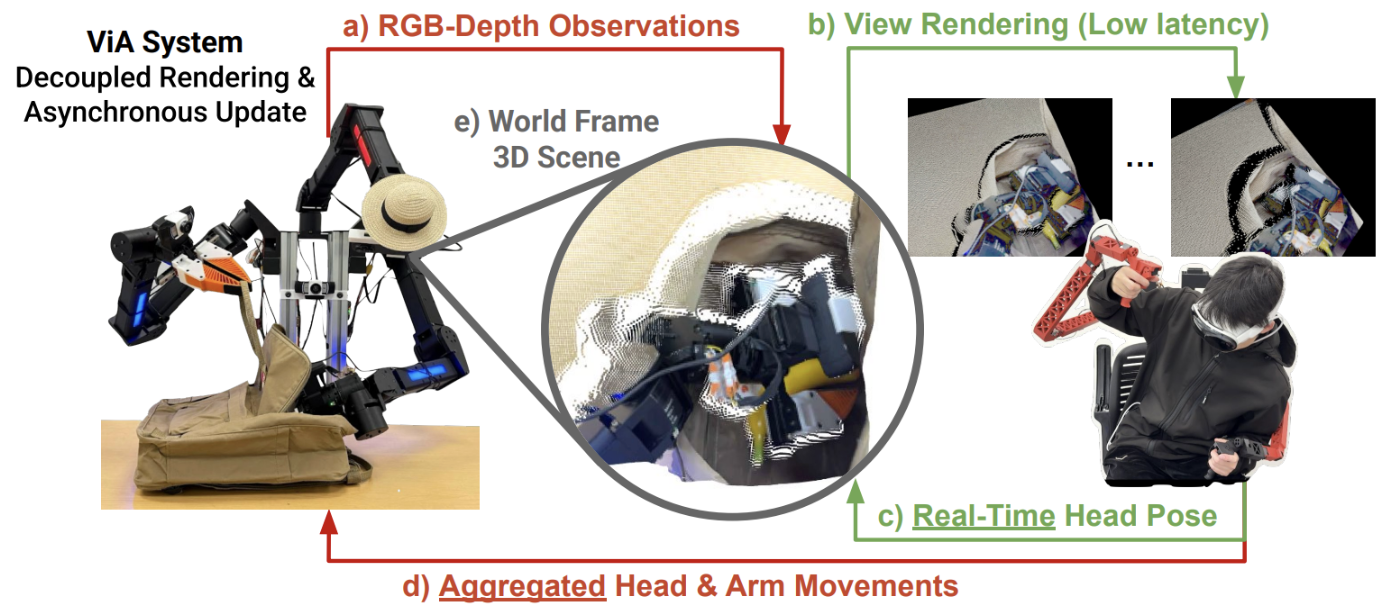 ViA System
Decoupled Rendering &
Asynchronous Update
a) RGB-Depth Observations
b) View Rendering (Low latency)
e) World Frame
3D Scene
...
c) Real-Time Head Pose
d) Aggregated Head & Arm Movements